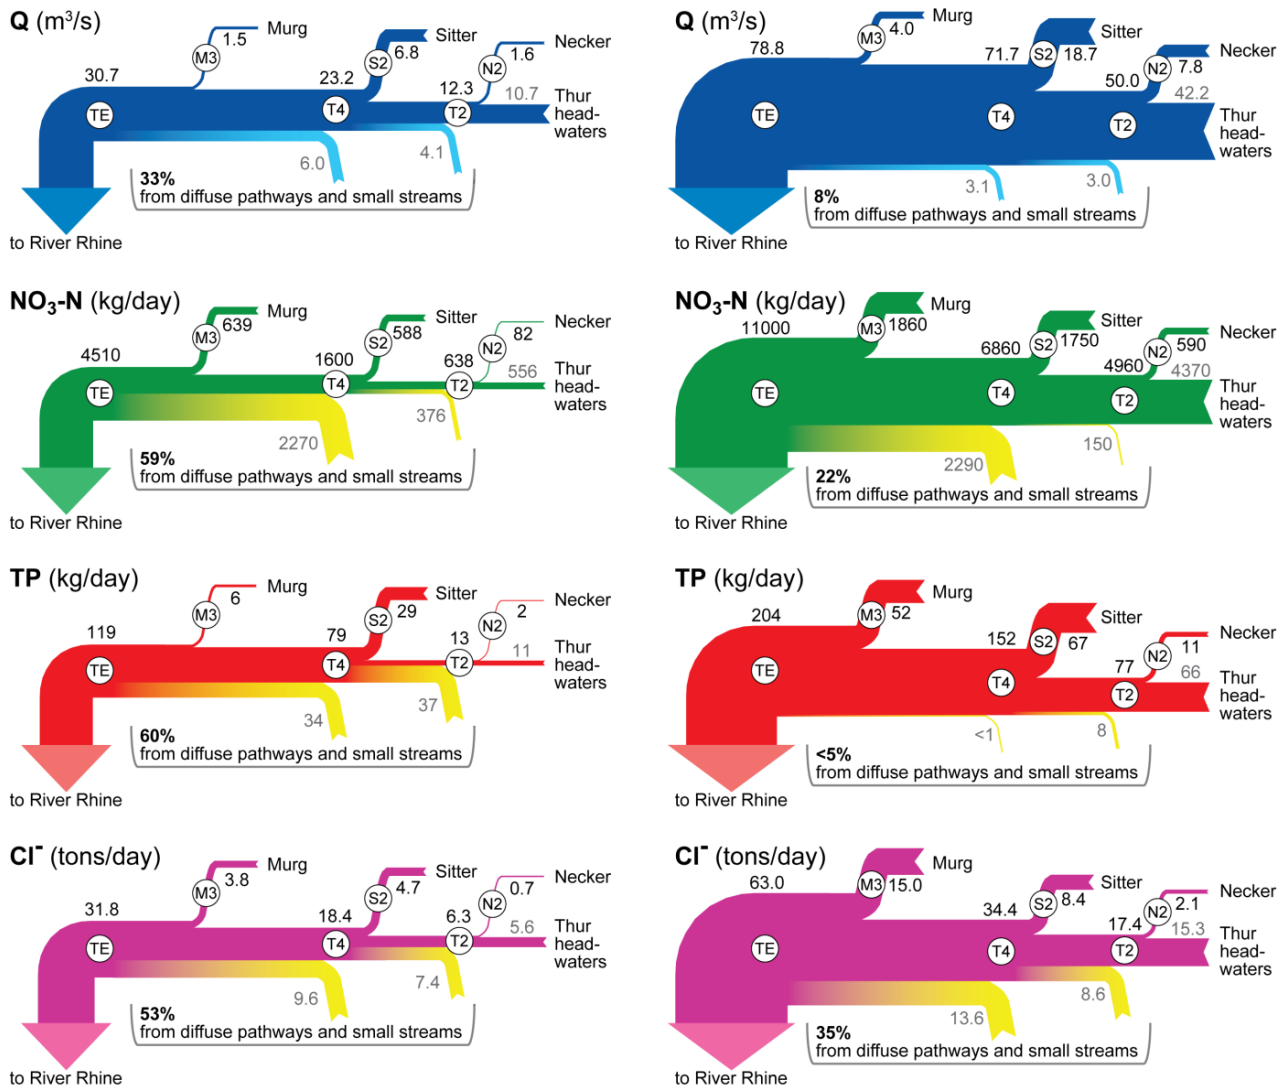 Q (m³/s)
Murg
1.5
M3
Sitter
6.8
S2
Necker
1.6
N2
30.7
23.2
12.3
10.7
Thur
head-
waters
TE
T4
T2
6.0
4.1
33%
from diffuse pathways and small streams
to River Rhine
Q (m³/s)
Murg
4.0
M3
Sitter
18.7
S2
Necker
7.8
N2
78.8
71.7
50.0
42.2
Thur
head-
waters
TE
T4
T2
3.1
3.0
8%
from diffuse pathways and small streams
to River Rhine
NO₃-N (kg/day)
Murg
639
M3
Sitter
588
S2
Necker
82
N2
4510
1600
638
556
Thur
head-
waters
TE
T4
T2
2270
376
59%
from diffuse pathways and small streams
to River Rhine
NO₃-N (kg/day)
Murg
1860
M3
Sitter
1750
S2
Necker
590
N2
11000
6860
4960
4370
Thur
head-
waters
TE
T4
T2
2290
150
22%
from diffuse pathways and small streams
to River Rhine
TP (kg/day)
Murg
6
M3
Sitter
29
S2
Necker
2
N2
119
79
13
11
Thur
head-
waters
TE
T4
T2
34
37
60%
from diffuse pathways and small streams
to River Rhine
TP (kg/day)
Murg
52
M3
Sitter
67
S2
Necker
11
N2
204
152
77
66
Thur
head-
waters
TE
T4
T2
<1
8
<5%
from diffuse pathways and small streams
to River Rhine
Cl⁻ (tons/day)
Murg
3.8
M3
Sitter
4.7
S2
Necker
0.7
N2
31.8
18.4
6.3
5.6
Thur
head-
waters
TE
T4
T2
9.6
7.4
53%
from diffuse pathways and small streams
to River Rhine
Cl⁻ (tons/day)
Murg
15.0
M3
Sitter
8.4
S2
Necker
2.1
N2
63.0
34.4
17.4
15.3
Thur
head-
waters
TE
T4
T2
13.6
8.6
35%
from diffuse pathways and small streams
to River Rhine